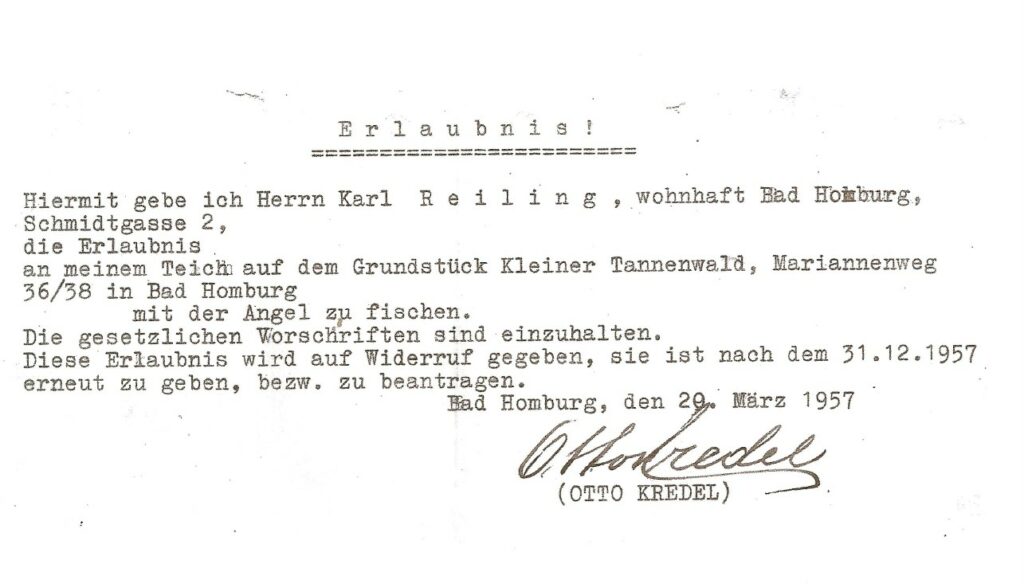 E r l a u b n i s !
========================
Hiermit gebe ich Herrn Karl R e i l i n g , wohnhaft Bad Homburg,
Schmidtgasse 2,
die Erlaubnis
an meinem Teich auf dem Grundstück Kleiner Tannenwald, Mariannenweg
36/38 in Bad Homburg
mit der Angel zu fischen.
Die gesetzlichen Vorschriften sind einzuhalten.
Diese Erlaubnis wird auf Widerruf gegeben, sie ist nach dem 31.12.1957
erneut zu geben, bezw. zu beantragen.
Bad Homburg, den 29. März 1957
Otto Kredel
(OTTO KREDEL)